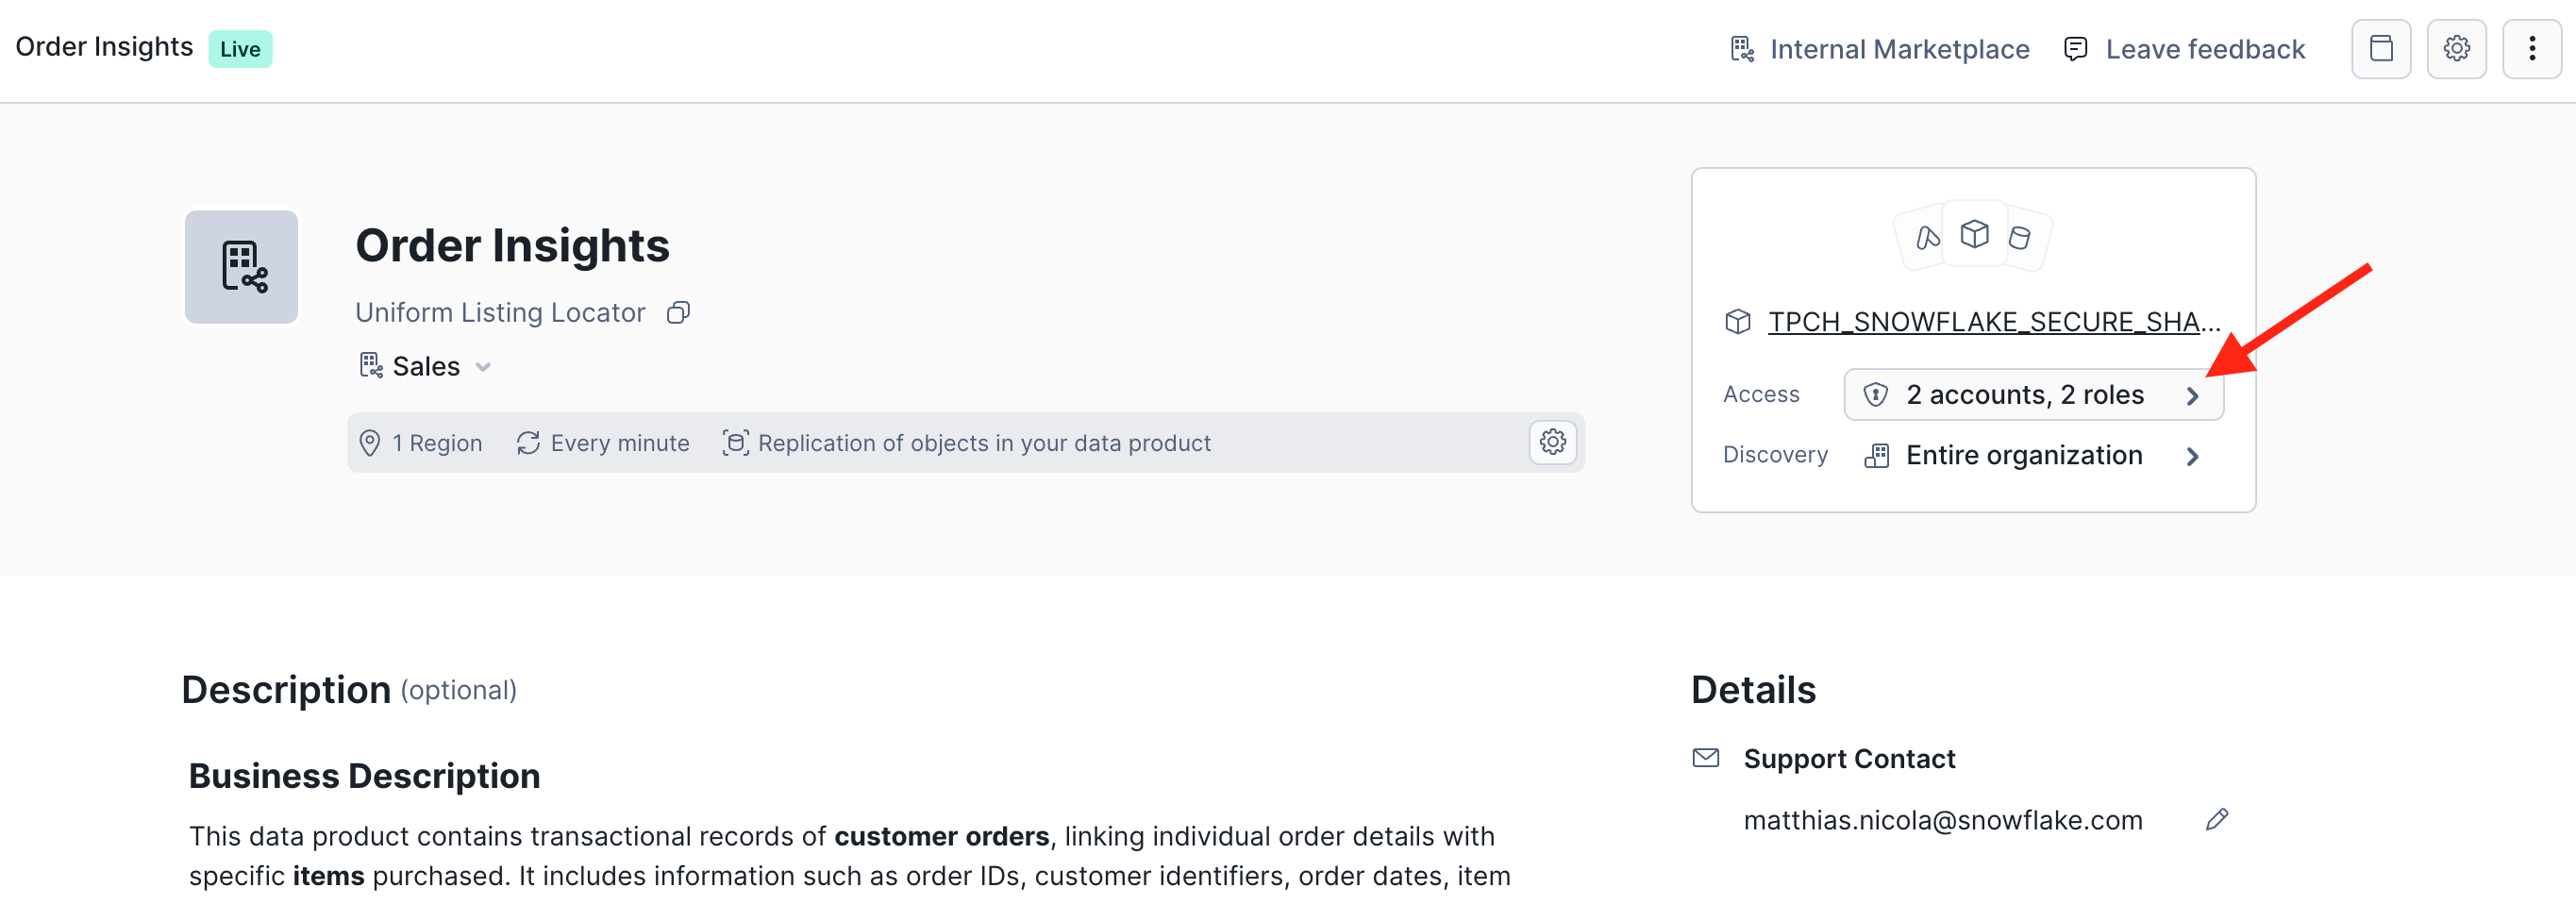 Order Insights Live
Internal Marketplace Leave feedback
Order Insights
Uniform Listing Locator
Sales
1 Region Every minute Replication of objects in your data product
TPCH_SNOWFLAKE_SECURE_SHA...
Access 2 accounts, 2 roles
Discovery Entire organization
Description (optional)
Business Description
This data product contains transactional records of customer orders, linking individual order details with
specific items purchased. It includes information such as order IDs, customer identifiers, order dates, item
Details
Support Contact
matthias.nicola@snowflake.com